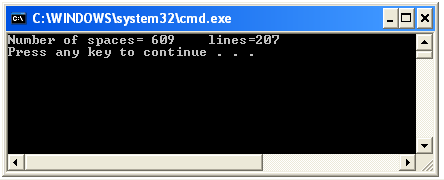 C:\WINDOWS\system32\cmd.exe
Number of spaces= 609    lines=207
Press any key to continue . . .